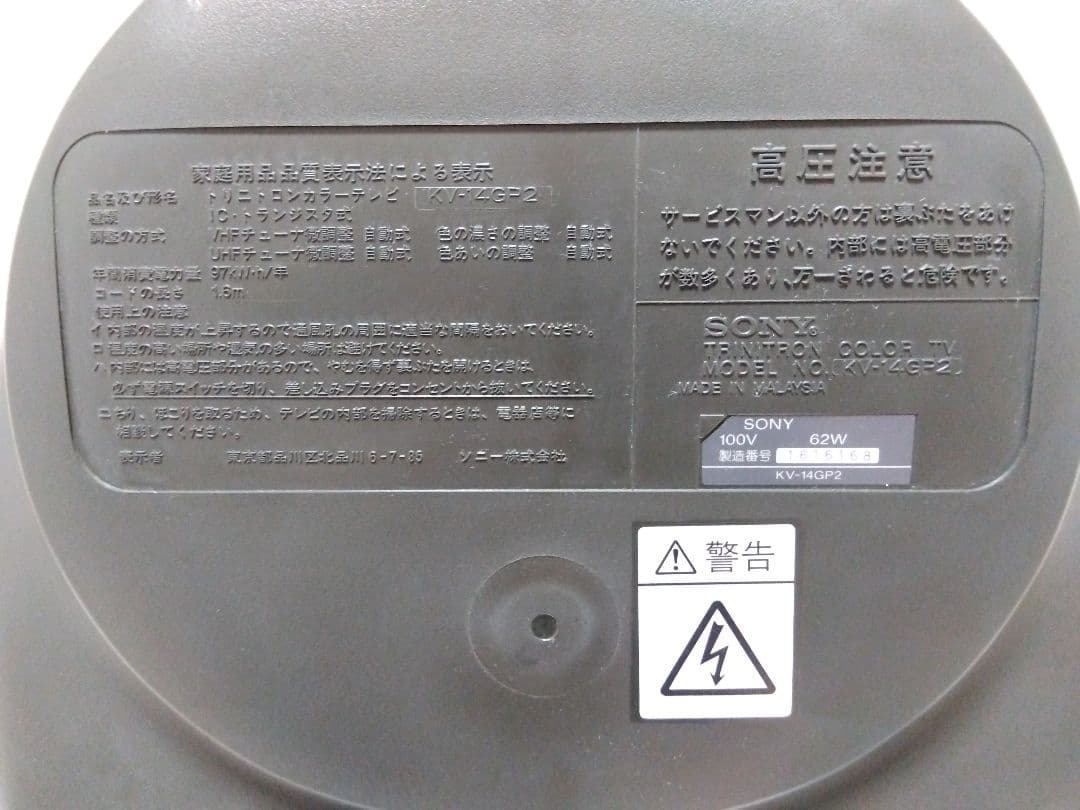 家庭用品品質表示法による表示
品名及び形名 トリニトロンカラーテレビ KV-14GP2
種類 IC・トランジスタ式
調整の方式 VHFチューナ微調整 自動式 色の濃さの調整 自動式
UHFチューナ微調整 自動式 色あいの調整 自動式
年間消費電力量 97kW・h/年
コードの長さ 1.6m
使用上の注意
イ 内部の温度が上昇するので通風孔の周囲に適当な間隔をおいてください。
ロ 温度の高い場所や湿気の多い場所は避けてください。
ハ 内部には高電圧部分があるので、やむを得ず裏ぶたを開けるときは
必ず電源スイッチを切り、差し込みプラグをコンセントから抜いてください。
ニ ちり、ほこりを取るため、テレビの内部を掃除するときは、電器店等に
相談してください。
表示者 東京都品川区北品川6-7-35 ソニー株式会社
高圧注意
サービスマン以外の方は裏ぶたをあけ
ないでください。内部には高電圧部分
が数多くあり、万一さわると危険です。
SONY
TRINITRON COLOR TV
MODEL NO. KV-14GP2
MADE IN MALAYSIA
SONY
100V 62W
製造番号 1616168
KV-14GP2
警告